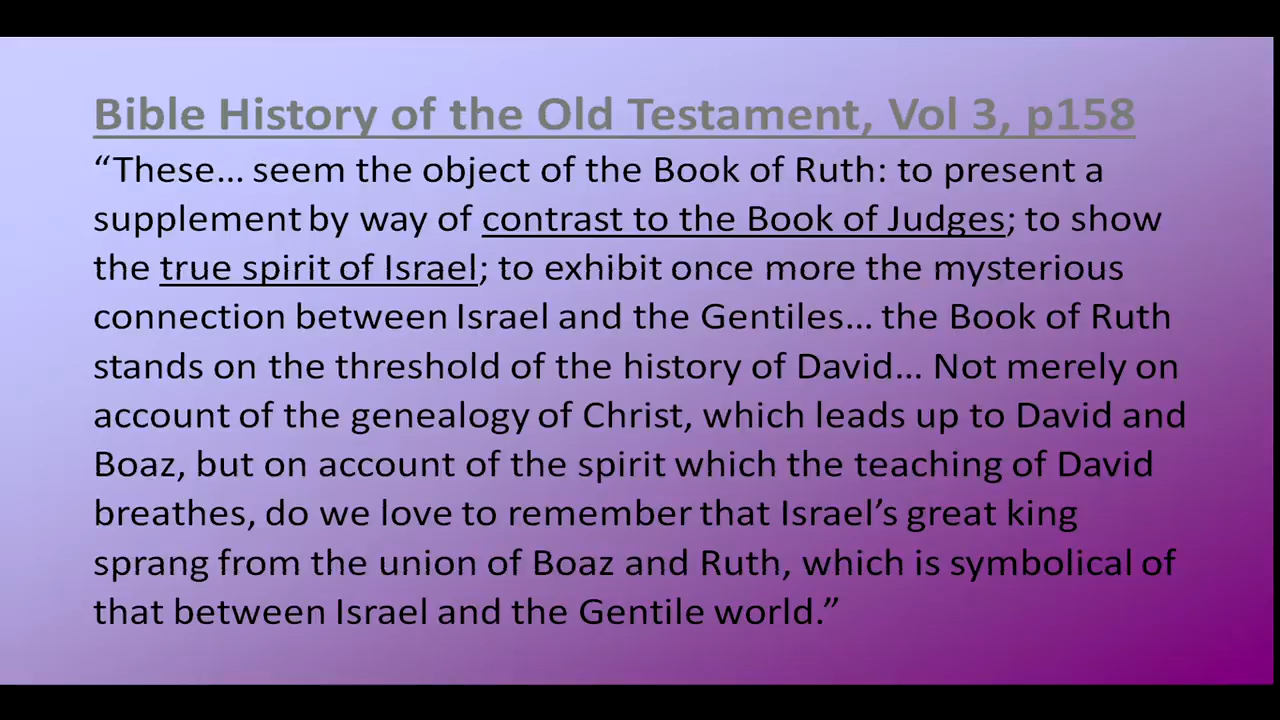 Bible History of the Old Testament, Vol 3, p158
“These… seem the object of the Book of Ruth: to present a
supplement by way of contrast to the Book of Judges; to show
the true spirit of Israel; to exhibit once more the mysterious
connection between Israel and the Gentiles… the Book of Ruth
stands on the threshold of the history of David… Not merely on
account of the genealogy of Christ, which leads up to David and
Boaz, but on account of the spirit which the teaching of David
breathes, do we love to remember that Israel’s great king
sprang from the union of Boaz and Ruth, which is symbolical of
that between Israel and the Gentile world.”